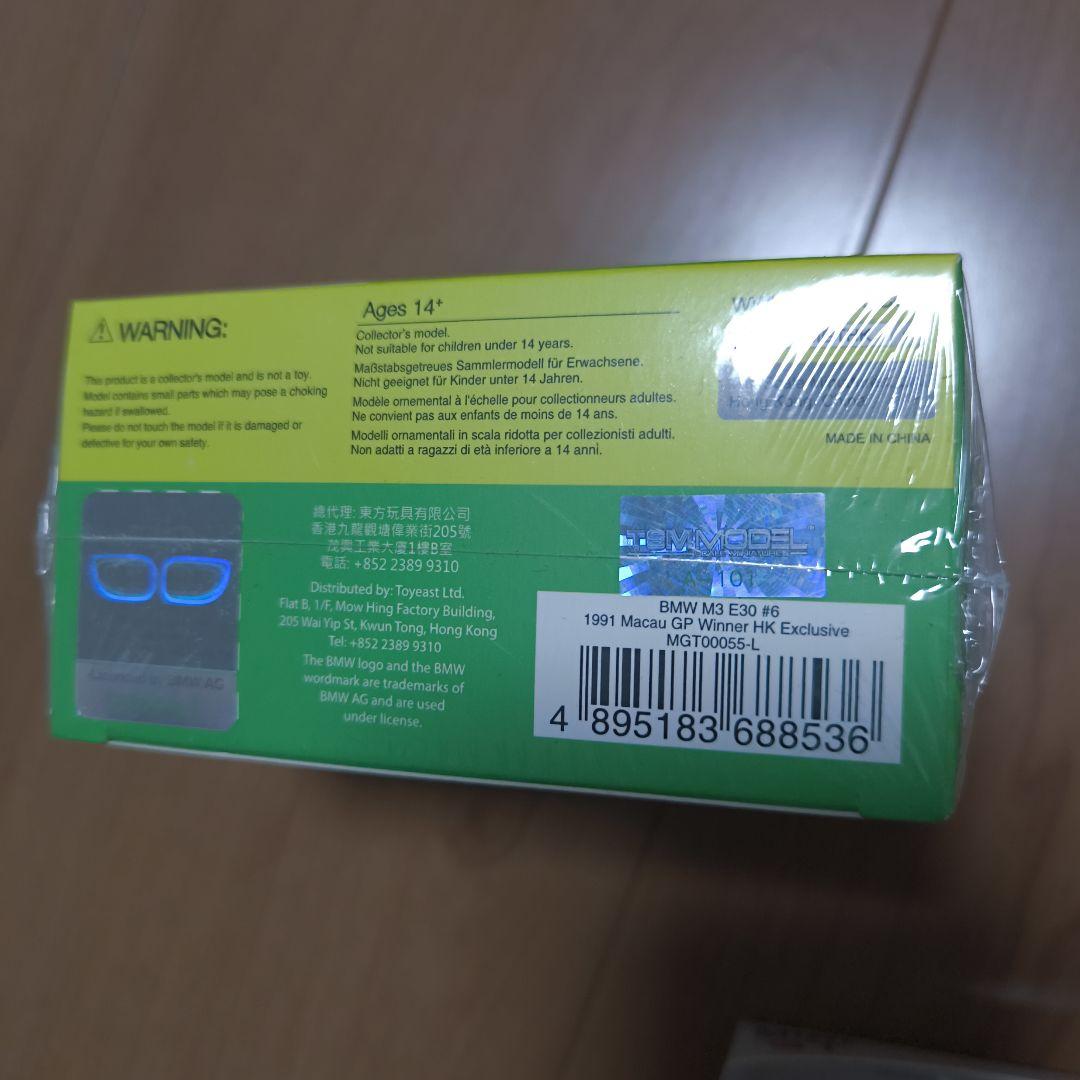 WARNING:
This product is a collector's model and is not a toy.
Model contains small parts which may pose a choking
hazard if swallowed.
Please do not touch the model if it is damaged or
defective for your own safety.
Ages 14+
Collector's model.
Not suitable for children under 14 years.
Maßstabsgetreues Sammlermodell für Erwachsene.
Nicht geeignet für Kinder unter 14 Jahren.
Modèle ornemental à l'échelle pour collectionneurs adultes.
Ne convient pas aux enfants de moins de 14 ans.
Modelli ornamentali in scala ridotta per collezionisti adulti.
Non adatti a ragazzi di età inferiore a 14 anni.
MADE IN CHINA
總代理: 東方玩具有限公司
香港九龍觀塘偉業街205號
茂興工業大廈1樓B室
電話: +852 2389 9310
Distributed by: Toyeast Ltd.
Flat B, 1/F, Mow Hing Factory Building,
205 Wai Yip St, Kwun Tong, Hong Kong
Tel: +852 2389 9310
The BMW logo and the BMW
wordmark are trademarks of
BMW AG and are used
under license.
TSM MODEL
BMW M3 E30 #6
1991 Macau GP Winner HK Exclusive
MGT00055-L
4 895183 688536